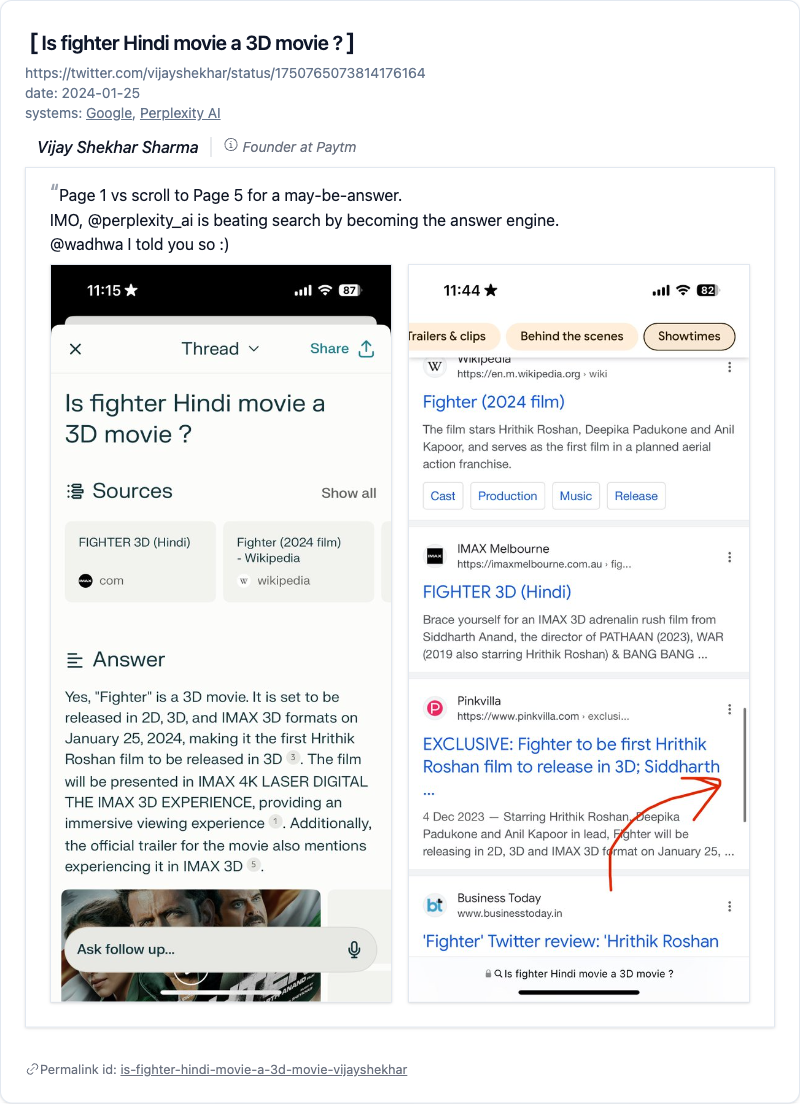 [ Is fighter Hindi movie a 3D movie ? ]
https://twitter.com/vijayshekhar/status/1750765073814176164
date: 2024-01-25
systems: Google, Perplexity AI
Vijay Shekhar Sharma
Founder at Paytm
“Page 1 vs scroll to Page 5 for a may-be-answer.
IMO, @perplexity_ai is beating search by becoming the answer engine.
@wadhwa I told you so :)
11:15
87
Thread
Share
Is fighter Hindi movie a
3D movie ?
Sources
Show all
FIGHTER 3D (Hindi)
IMAX com
Fighter (2024 film)
- Wikipedia
W wikipedia
Answer
Yes, "Fighter" is a 3D movie. It is set to be
released in 2D, 3D, and IMAX 3D formats on
January 25, 2024, making it the first Hrithik
Roshan film to be released in 3D 3. The film
will be presented in IMAX 4K LASER DIGITAL
THE IMAX 3D EXPERIENCE, providing an
immersive viewing experience 1. Additionally,
the official trailer for the movie also mentions
experiencing it in IMAX 3D 5.
Ask follow up...
11:44
82
Trailers & clips
Behind the scenes
Showtimes
W
Wikipedia
https://en.m.wikipedia.org › wiki
Fighter (2024 film)
The film stars Hrithik Roshan, Deepika Padukone and Anil
Kapoor, and serves as the first film in a planned aerial
action franchise.
Cast
Production
Music
Release
IMAX
IMAX Melbourne
https://imaxmelbourne.com.au › fig...
FIGHTER 3D (Hindi)
Brace yourself for an IMAX 3D adrenalin rush film from
Siddharth Anand, the director of PATHAAN (2023), WAR
(2019 also starring Hrithik Roshan) & BANG BANG ...
Pinkvilla
https://www.pinkvilla.com › exclusi...
EXCLUSIVE: Fighter to be first Hrithik
Roshan film to release in 3D; Siddharth
...
4 Dec 2023 — Starring Hrithik Roshan, Deepika
Padukone and Anil Kapoor in lead, Fighter will be
releasing in 2D, 3D and IMAX 3D format on January 25, ...
bt
Business Today
www.businesstoday.in
'Fighter' Twitter review: 'Hrithik Roshan
Is fighter Hindi movie a 3D movie ?
Permalink id: is-fighter-hindi-movie-a-3d-movie-vijayshekhar